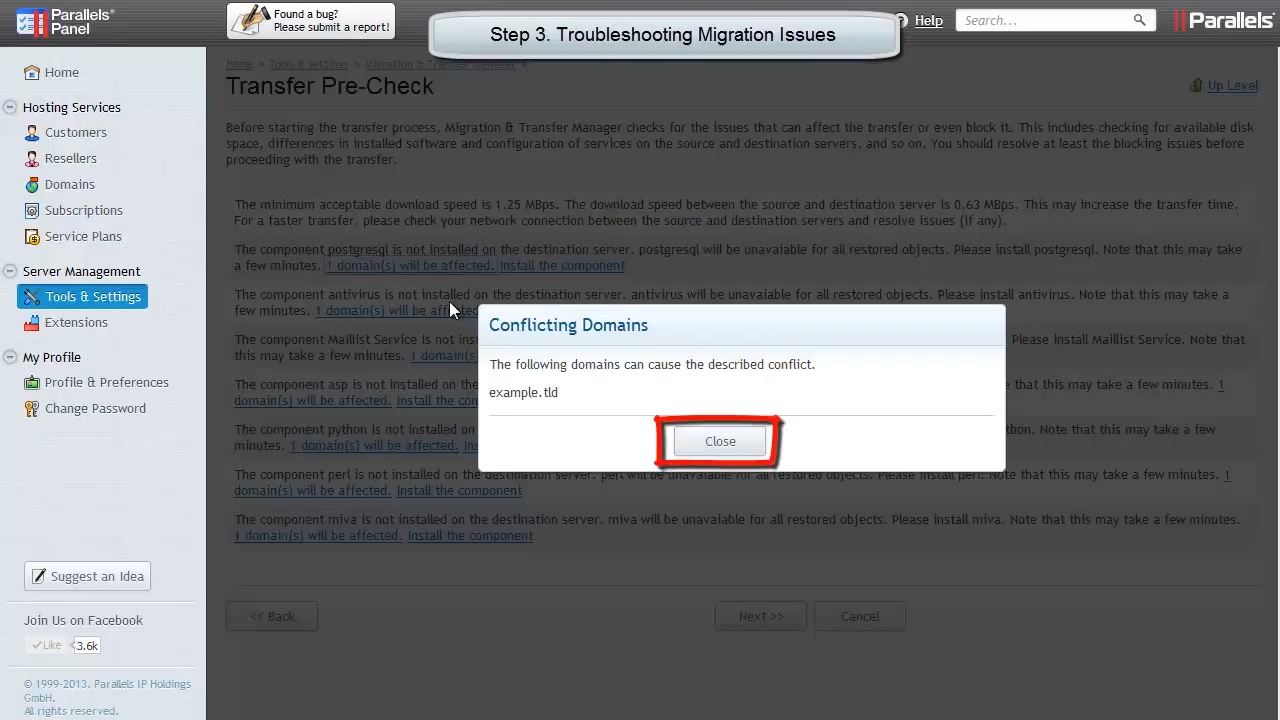 Parallels® Panel
Found a bug?
Please submit a report!
Step 3. Troubleshooting Migration Issues
Help
Search...
Parallels®
Home
Hosting Services
Customers
Resellers
Domains
Subscriptions
Service Plans
Server Management
Tools & Settings
Extensions
My Profile
Profile & Preferences
Change Password
Suggest an Idea
Join Us on Facebook
Like
3.6k
© 1999-2013. Parallels IP Holdings
GmbH.
All rights reserved.
Home > Tools & Settings > Migration & Transfer Manager >
Transfer Pre-Check
Up Level
Before starting the transfer process, Migration & Transfer Manager checks for the issues that can affect the transfer or even block it. This includes checking for available disk
space, differences in installed software and configuration of services on the source and destination servers, and so on. You should resolve at least the blocking issues before
proceeding with the transfer.
The minimum acceptable download speed is 1.25 MBps. The download speed between the source and destination server is 0.63 MBps. This may increase the transfer time.
For a faster transfer, please check your network connection between the source and destination servers and resolve issues (if any).
The component postgresql is not installed on the destination server. postgresql will be unavaiable for all restored objects. Please install postgresql. Note that this may take
a few minutes. 1 domain(s) will be affected. Install the component
The component antivirus is not installed on the destination server. antivirus will be unavaiable for all restored objects. Please install antivirus. Note that this may take a
few minutes. 1 domain(s) will be affected
The component Maillist Service is not Please install Maillist Service. Note
that this may take a few minutes. 1
The component asp is not installed on the that this may take a few minutes. 1
domain(s) will be affected. Install the
The component python is not installed on Note that this may take a few
minutes. 1 domain(s) will be affected.
The component perl is not installed on the destination server. perl will be unavaiable for all restored objects. Please install perl. Note that this may take a few minutes. 1
domain(s) will be affected. Install the component
The component miva is not installed on the destination server. miva will be unavaiable for all restored objects. Please install miva. Note that this may take a few minutes.
1 domain(s) will be affected. Install the component
Conflicting Domains
The following domains can cause the described conflict.
example.tld
Close
<< Back
Next >>
Cancel